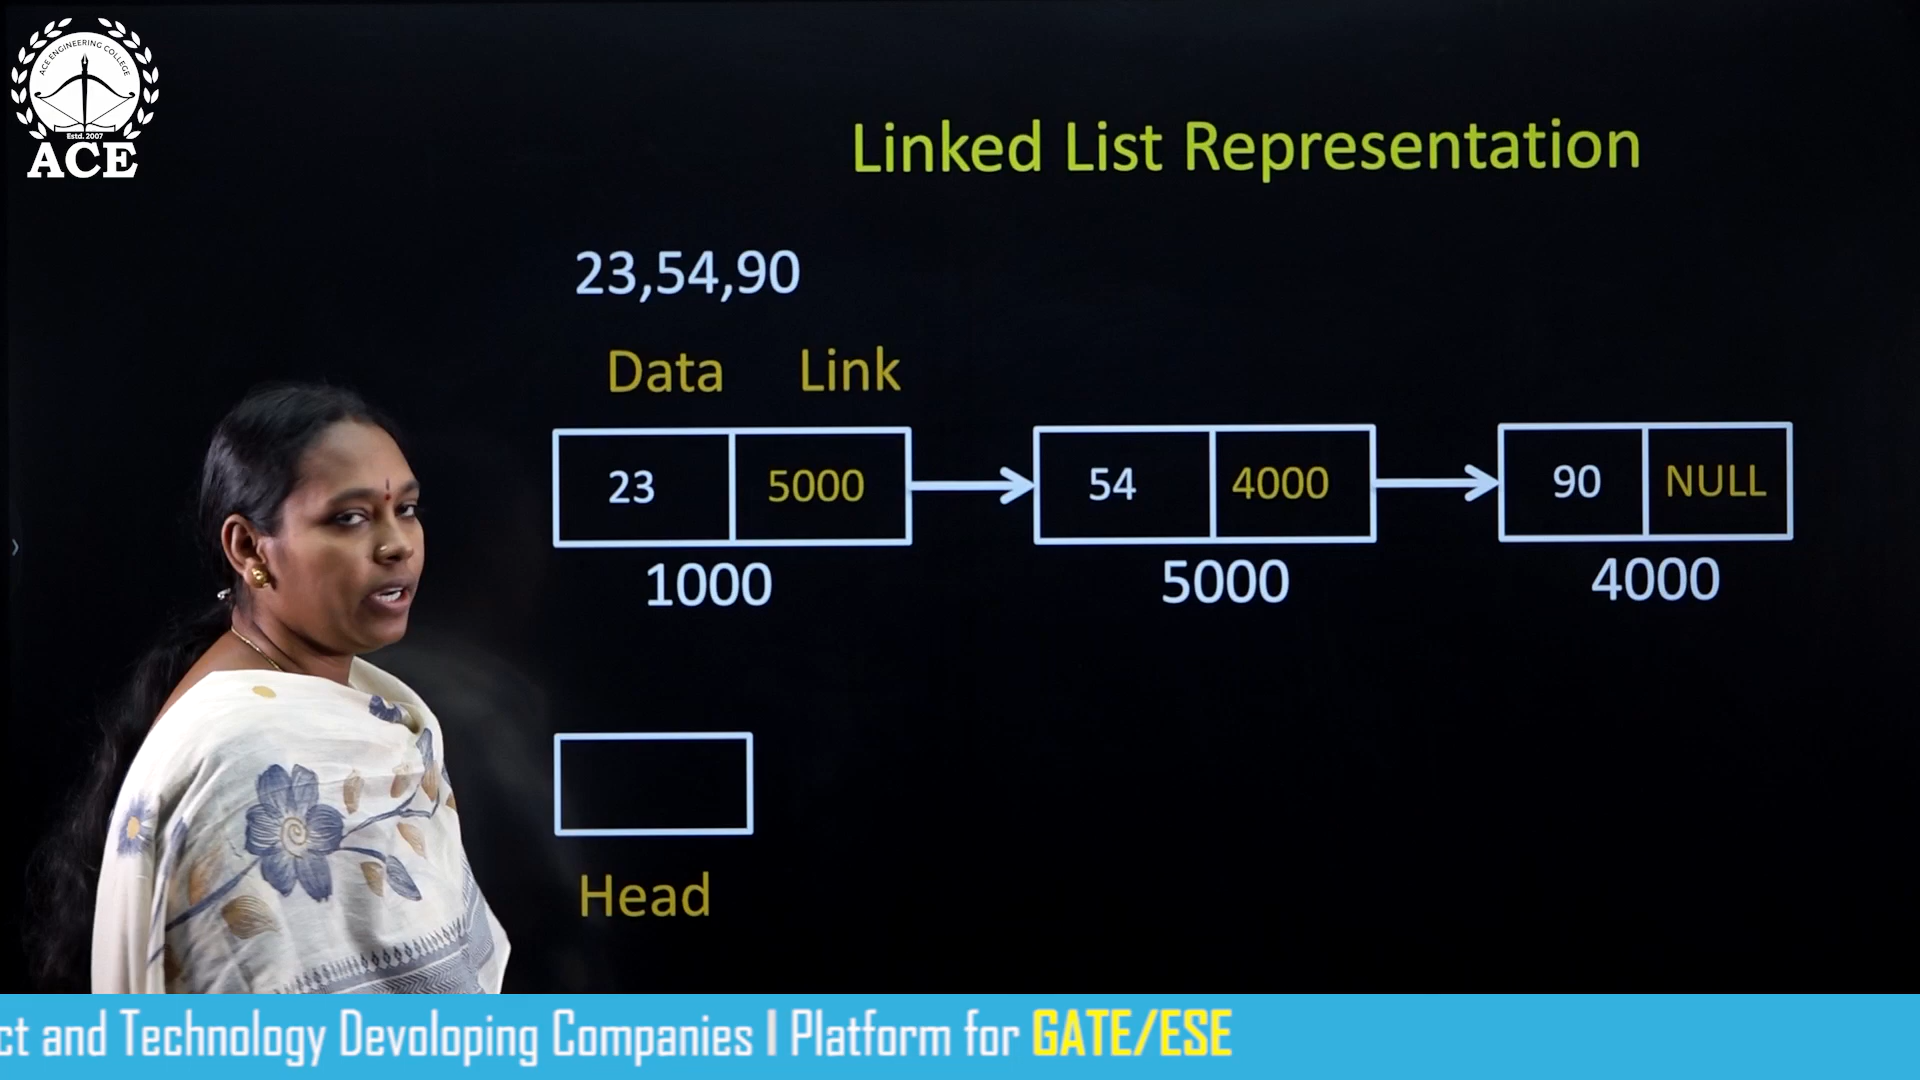 ACE ENGINEERING COLLEGE
Estd. 2007
ACE
Linked List Representation
23,54,90
Data Link
23 5000 54 4000 90 NULL
1000 5000 4000
Head
ct and Technology Devoloping Companies I Platform for GATE/ESE